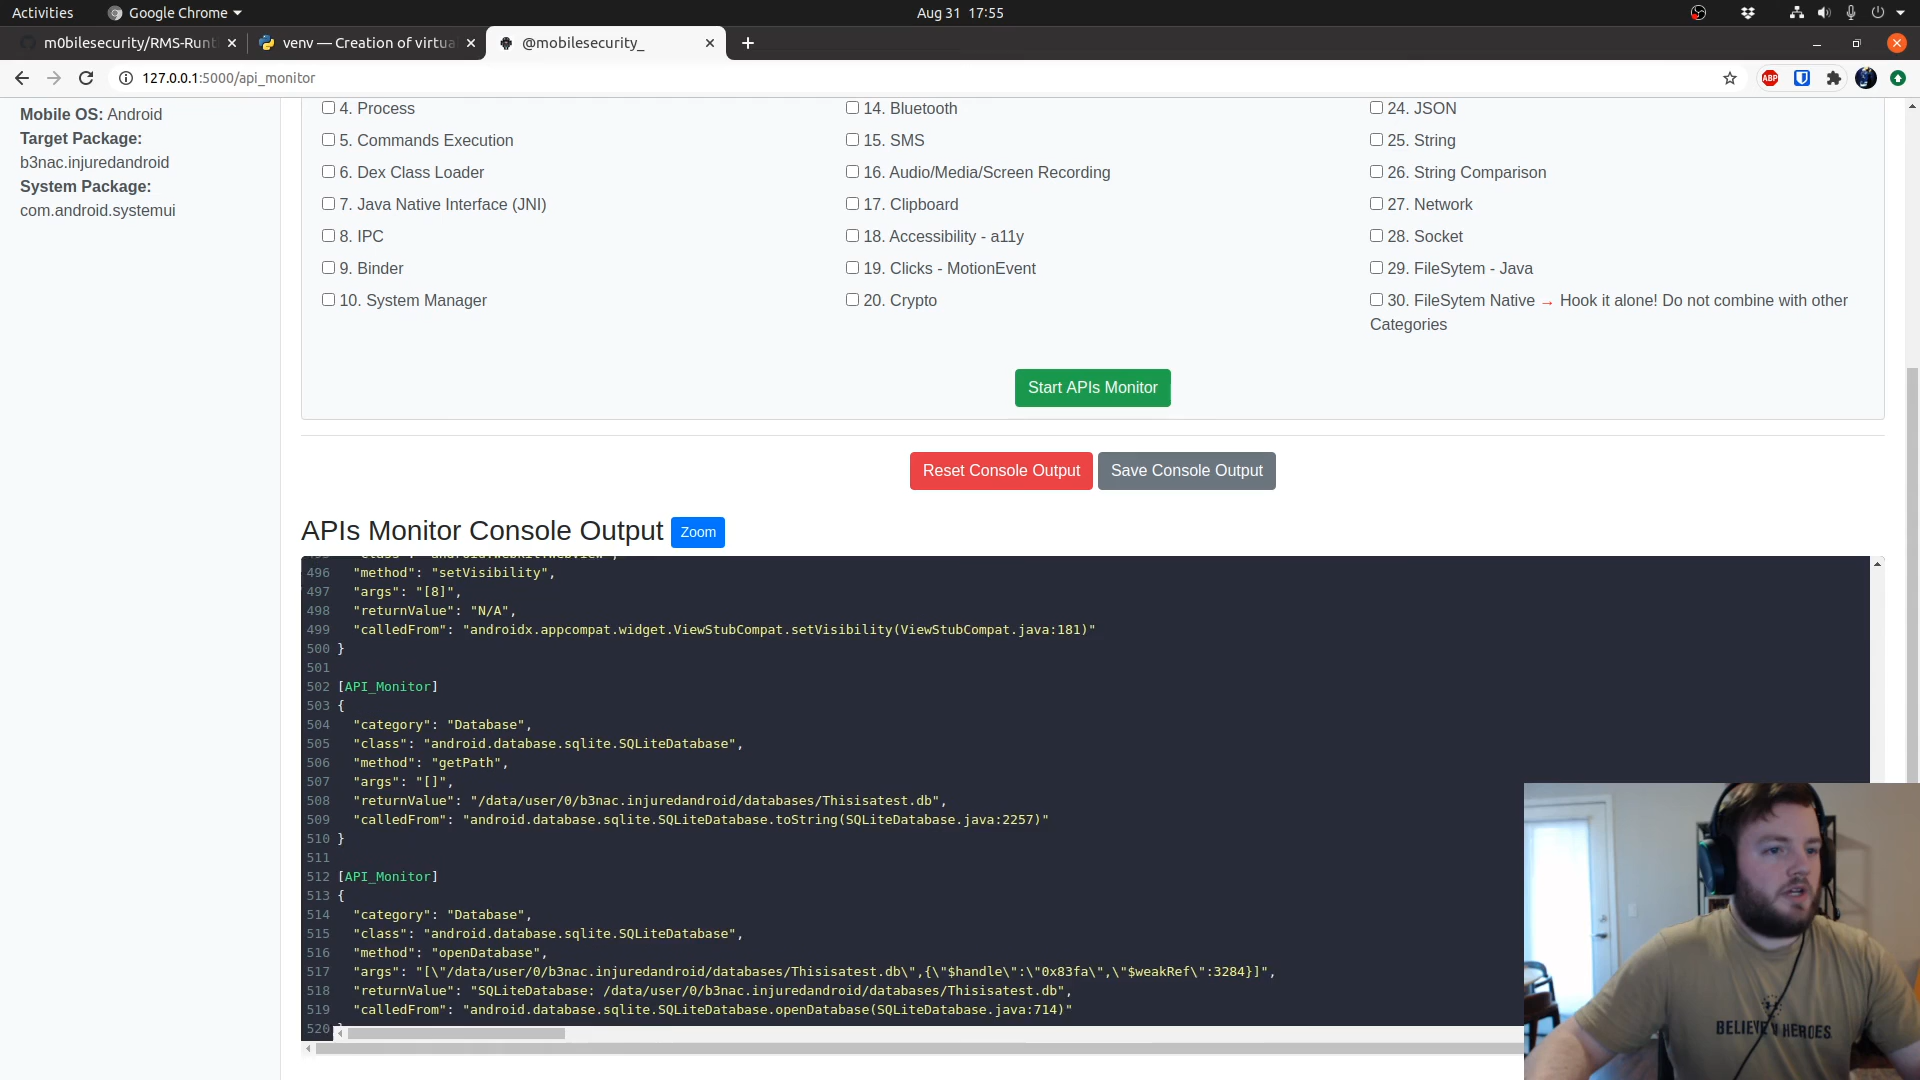 Activities
Google Chrome
Aug 31 17:55
m0bilesecurity/RMS-Runt
venv — Creation of virtua
@mobilesecurity_
127.0.0.1:5000/api_monitor
ABP
Mobile OS: Android
Target Package:
b3nac.injuredandroid
System Package:
com.android.systemui
4. Process
5. Commands Execution
6. Dex Class Loader
7. Java Native Interface (JNI)
8. IPC
9. Binder
10. System Manager
14. Bluetooth
15. SMS
16. Audio/Media/Screen Recording
17. Clipboard
18. Accessibility - a11y
19. Clicks - MotionEvent
20. Crypto
24. JSON
25. String
26. String Comparison
27. Network
28. Socket
29. FileSytem - Java
30. FileSytem Native → Hook it alone! Do not combine with other
Categories
Start APIs Monitor
Reset Console Output
Save Console Output
APIs Monitor Console Output
Zoom
496 "method": "setVisibility",
497 "args": "[8]",
498 "returnValue": "N/A",
499 "calledFrom": "androidx.appcompat.widget.ViewStubCompat.setVisibility(ViewStubCompat.java:181)"
500 }
501
502 [API_Monitor]
503 {
504 "category": "Database",
505 "class": "android.database.sqlite.SQLiteDatabase",
506 "method": "getPath",
507 "args": "[]",
508 "returnValue": "/data/user/0/b3nac.injuredandroid/databases/Thisisatest.db",
509 "calledFrom": "android.database.sqlite.SQLiteDatabase.toString(SQLiteDatabase.java:2257)"
510 }
511
512 [API_Monitor]
513 {
514 "category": "Database",
515 "class": "android.database.sqlite.SQLiteDatabase",
516 "method": "openDatabase",
517 "args": "[\"/data/user/0/b3nac.injuredandroid/databases/Thisisatest.db\",{\"$handle\":\"0x83fa\",\"$weakRef\":3284}]",
518 "returnValue": "SQLiteDatabase: /data/user/0/b3nac.injuredandroid/databases/Thisisatest.db",
519 "calledFrom": "android.database.sqlite.SQLiteDatabase.openDatabase(SQLiteDatabase.java:714)"
520
HEROES